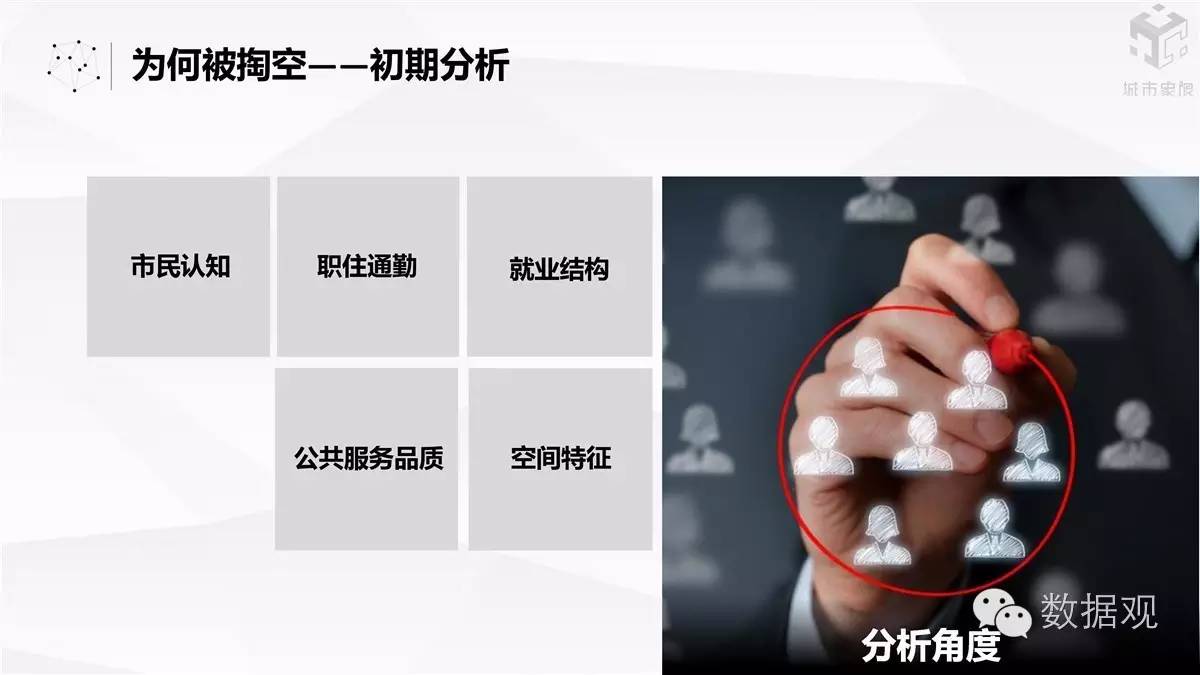 为何被掏空——初期分析
城市象限
市民认知
职住通勤
就业结构
公共服务品质
空间特征
数据观
分析角度